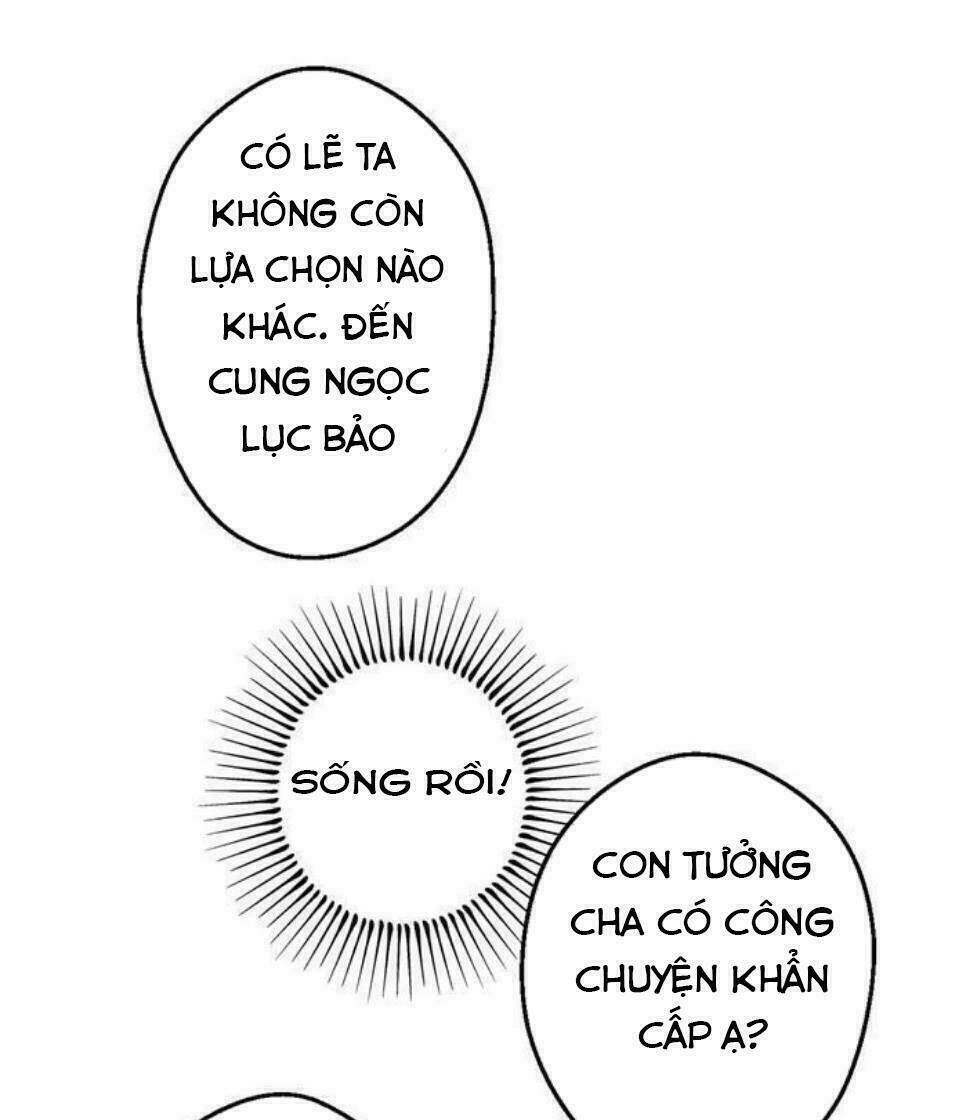 CÓ LẼ TA
KHÔNG CÒN
LỰA CHỌN NÀO
KHÁC. ĐẾN
CUNG NGỌC
LỤC BẢO
SỐNG RỒI!
CON TƯỞNG
CHA CÓ CÔNG
CHUYỆN KHẨN
CẤP Ạ?